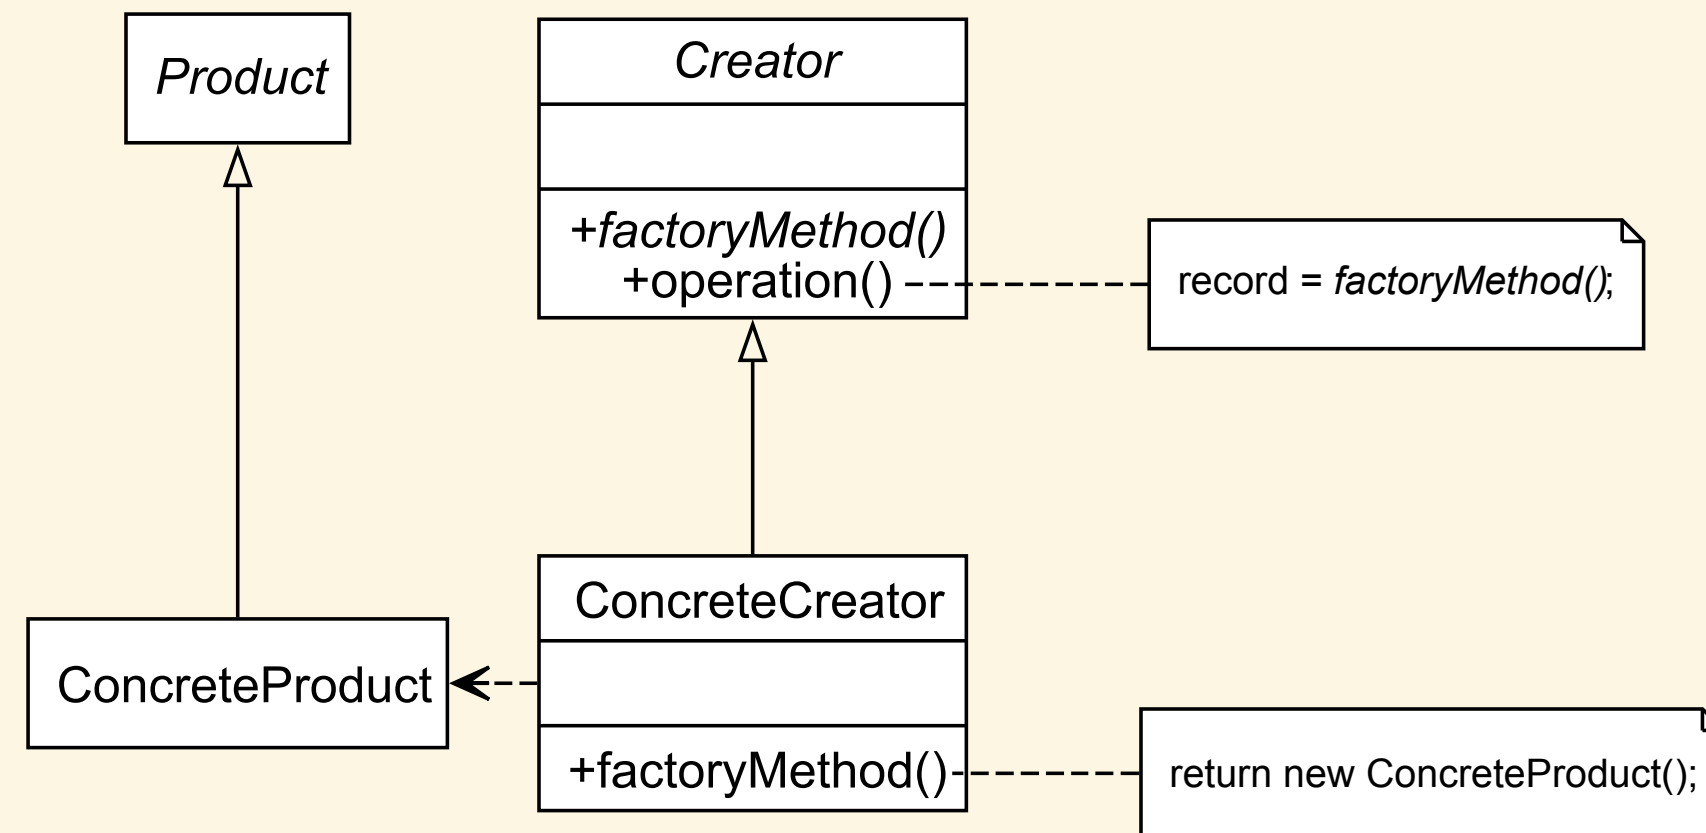 Product
Creator
+factoryMethod()
+operation()
record = factoryMethod();
ConcreteProduct
ConcreteCreator
+factoryMethod()
return new ConcreteProduct();